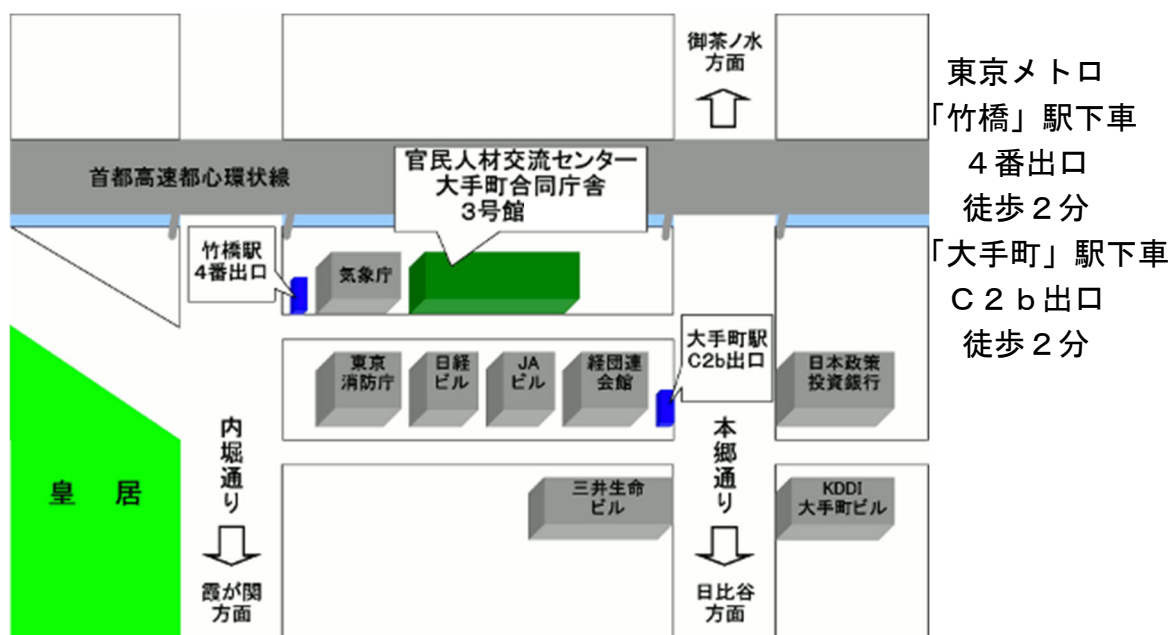 御茶ノ水
方面
首都高速都心環状線
官民人材交流センター
大手町合同庁舎
3号館
竹橋駅
4番出口
気象庁
大手町駅
C2b出口
東京
消防庁
日経
ビル
JA
ビル
経団連
会館
日本政策
投資銀行
内堀通り
本郷通り
皇 居
三井生命
ビル
KDDI
大手町ビル
霞が関
方面
日比谷
方面
東京メトロ
「竹橋」駅下車
4番出口
徒歩2分
「大手町」駅下車
C2b出口
徒歩2分